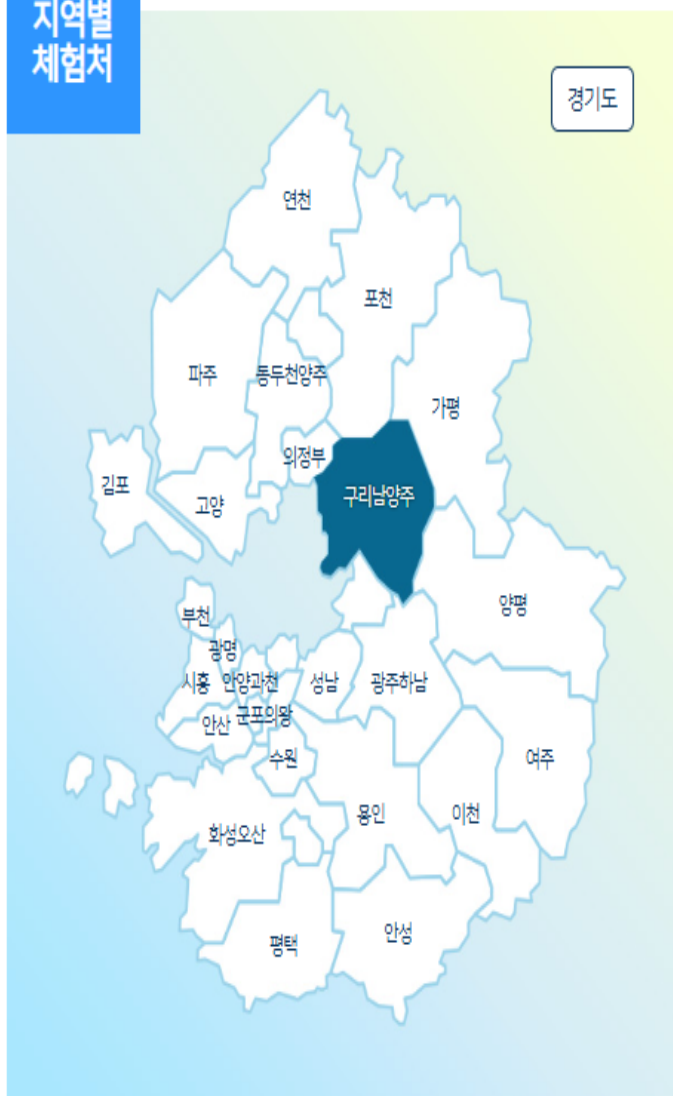 지역별
체험처
경기도
연천
포천
파주
동두천양주
가평
의정부
김포
고양
구리남양주
양평
부천
광명
시흥
안양과천
성남
광주하남
군포의왕
안산
수원
여주
용인
이천
화성오산
안성
평택